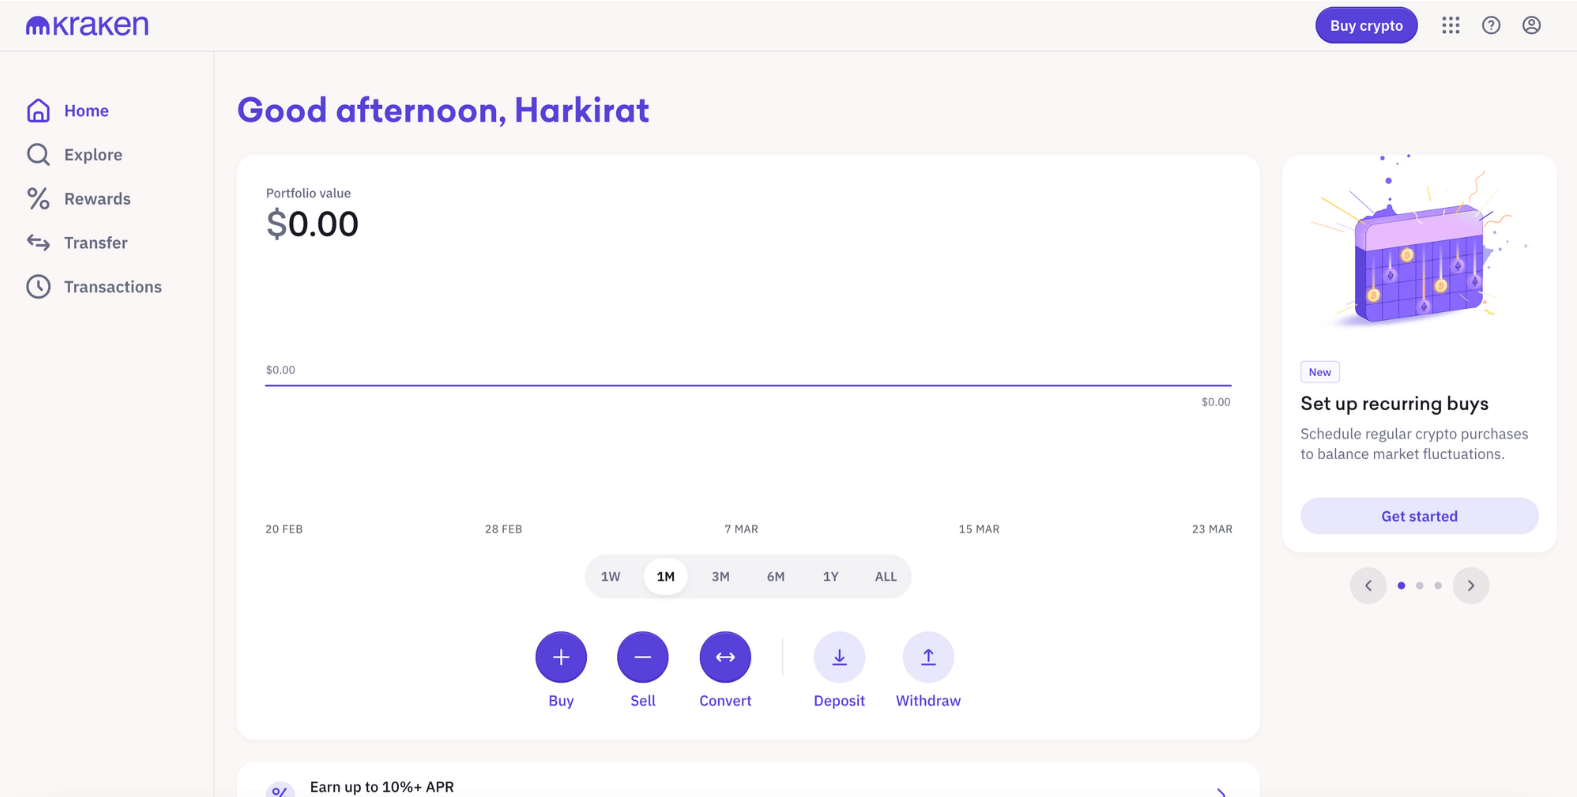 kraken
Buy crypto
Home
Explore
Rewards
Transfer
Transactions
Good afternoon, Harkirat
Portfolio value
$0.00
$0.00
$0.00
20 FEB 28 FEB 7 MAR 15 MAR 23 MAR
1W 1M 3M 6M 1Y ALL
Buy Sell Convert Deposit Withdraw
Earn up to 10%+ APR
New
Set up recurring buys
Schedule regular crypto purchases
to balance market fluctuations.
Get started